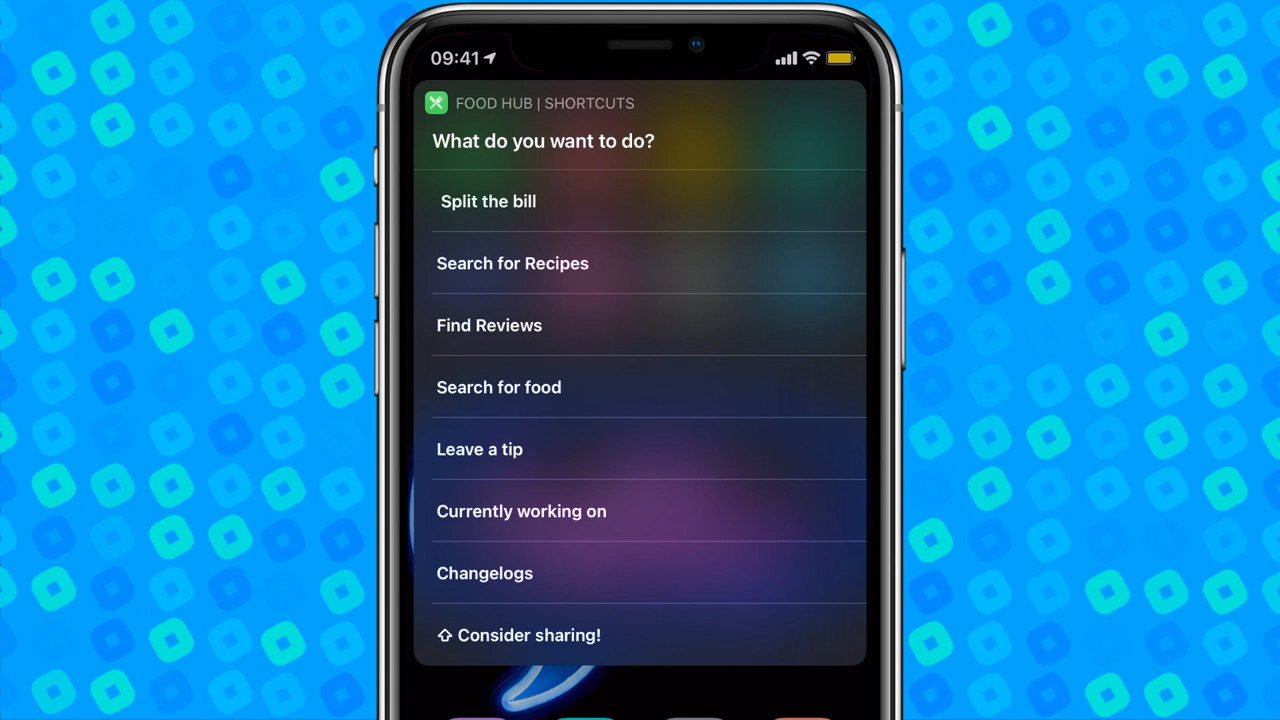 09:41
FOOD HUB | SHORTCUTS
What do you want to do?
Split the bill
Search for Recipes
Find Reviews
Search for food
Leave a tip
Currently working on
Changelogs
⇧ Consider sharing!